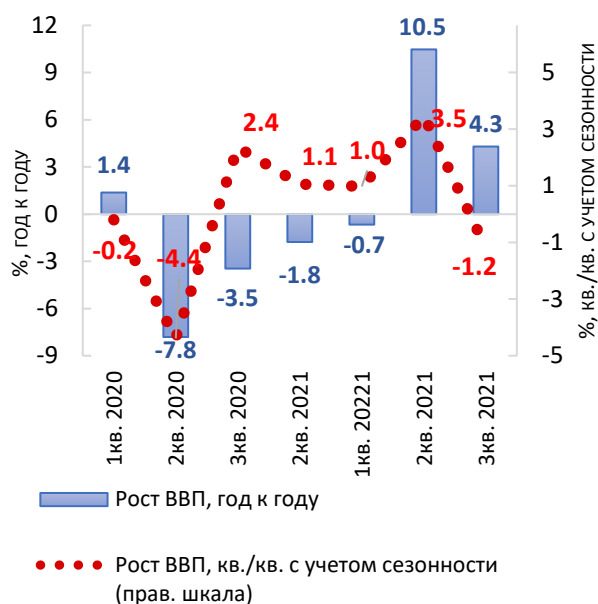 12
9
6
3
0
-3
-6
-9
%, год к году
5
3
1
-1
-3
-5
%, кв./кв. с учетом сезонности
1.4
-7.8
-3.5
-1.8
-0.7
10.5
4.3
-0.2
-4.4
2.4
1.1
1.0
3.5
-1.2
1кв. 2020
2кв. 2020
3кв. 2020
2кв. 2021
1кв. 20221
2кв. 2021
3кв. 2021
Рост ВВП, год к году
Рост ВВП, кв./кв. с учетом сезонности
(прав. шкала)